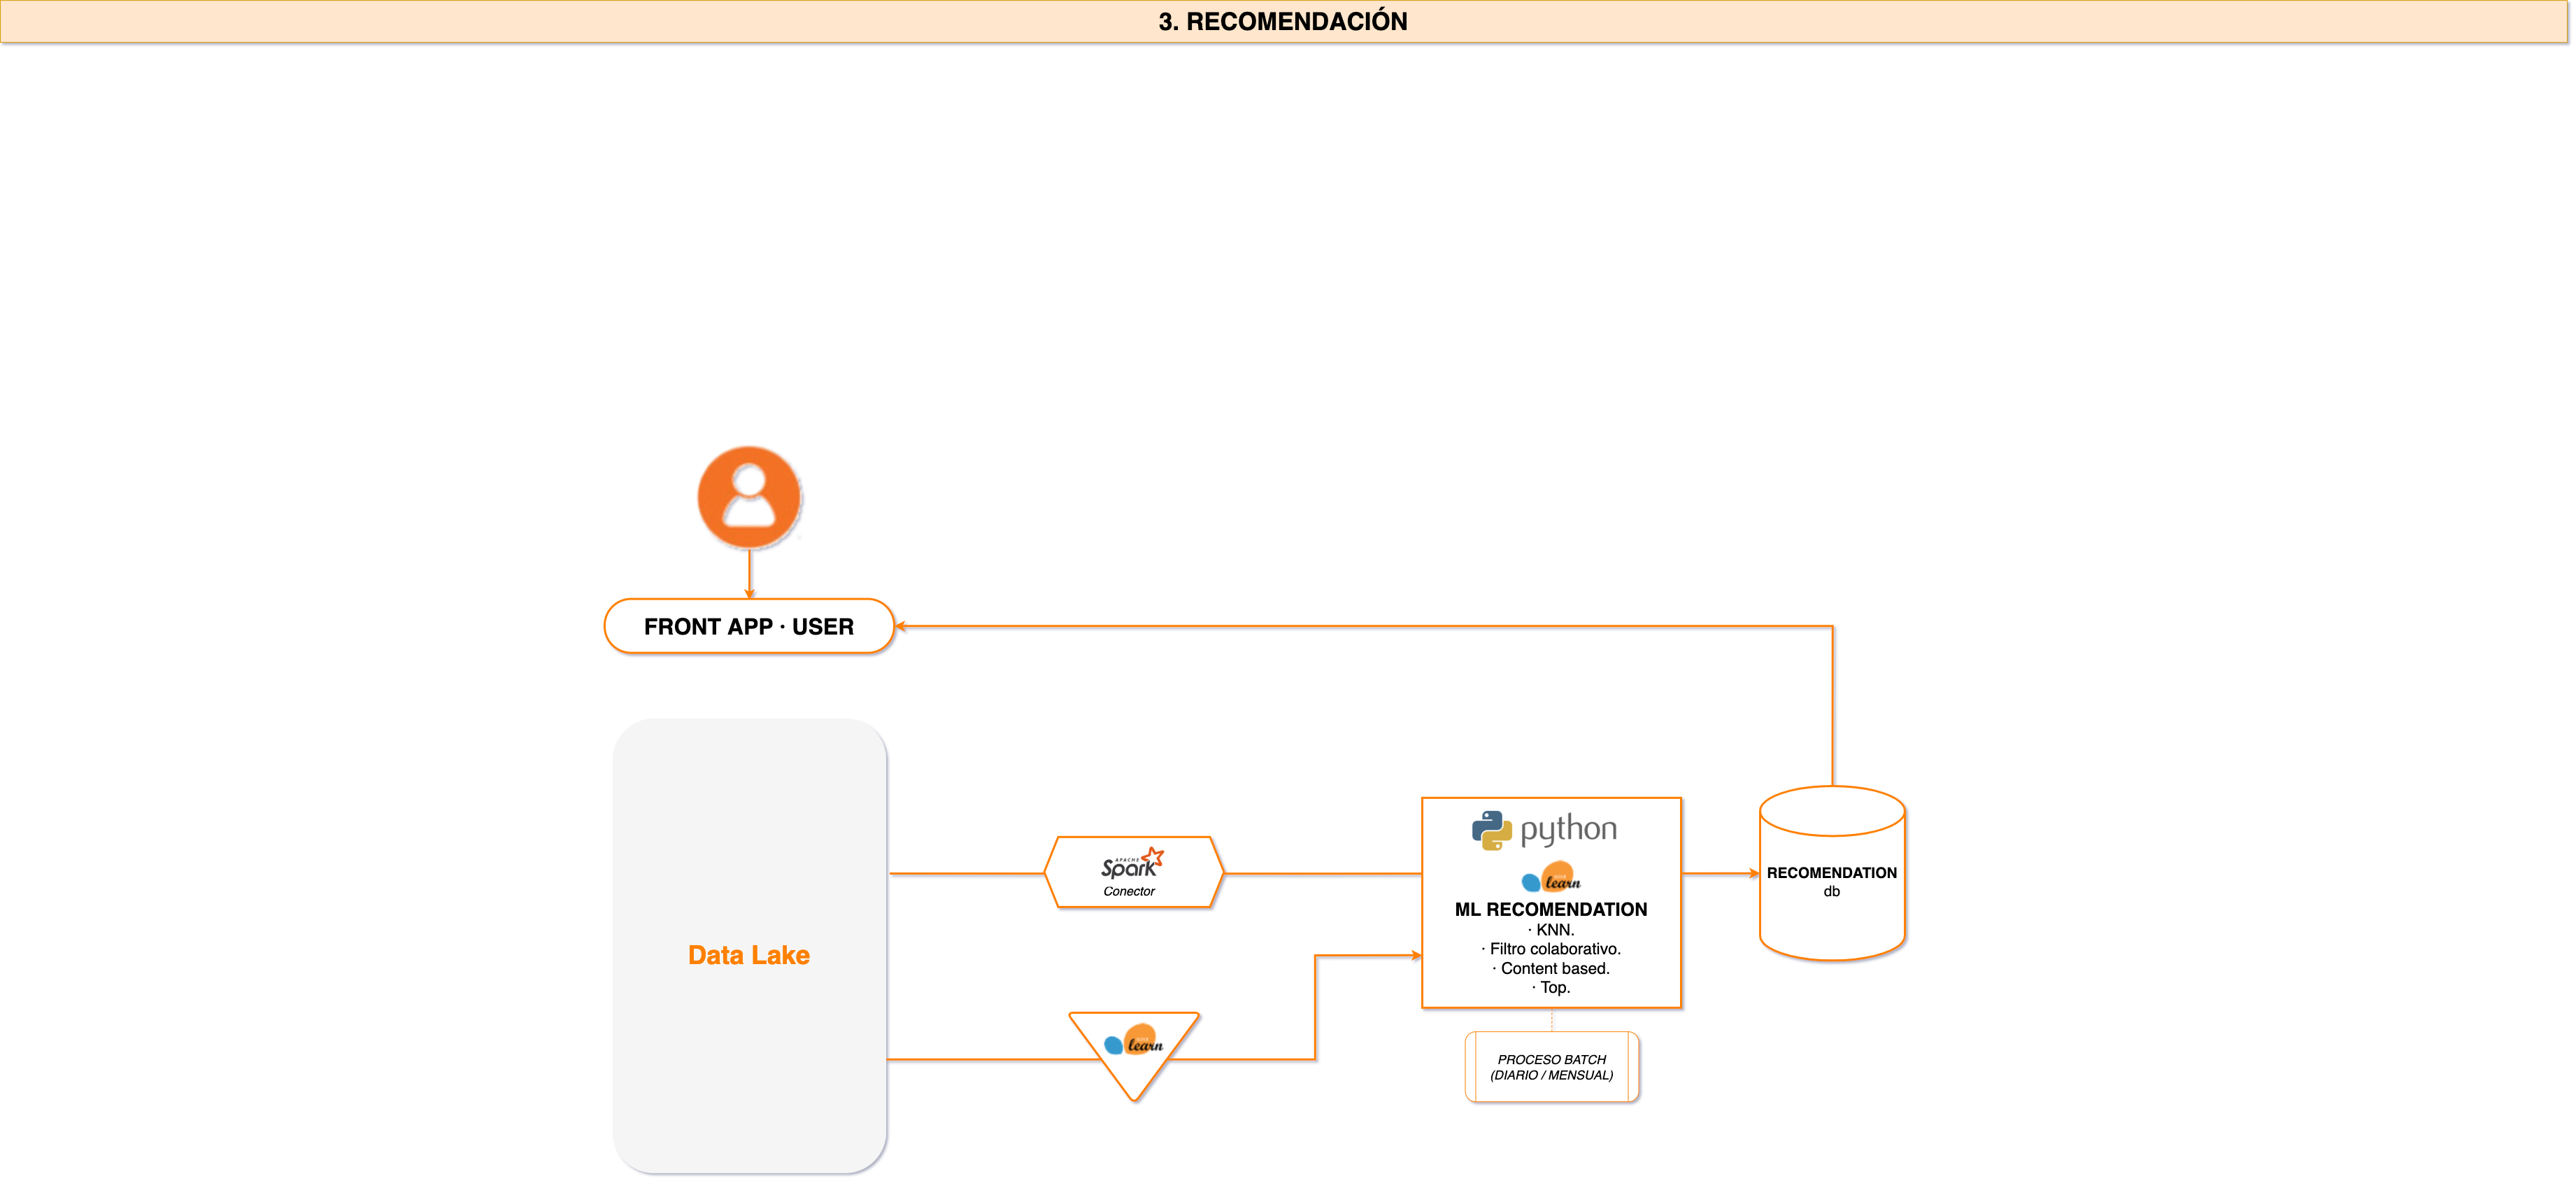 3. RECOMENDACIÓN
FRONT APP · USER
Data Lake
APACHE
Spark
Conector
learn
python
learn
ML RECOMENDATION
· KNN.
· Filtro colaborativo.
· Content based.
· Top.
PROCESO BATCH
(DIARIO / MENSUAL)
RECOMENDATION
db